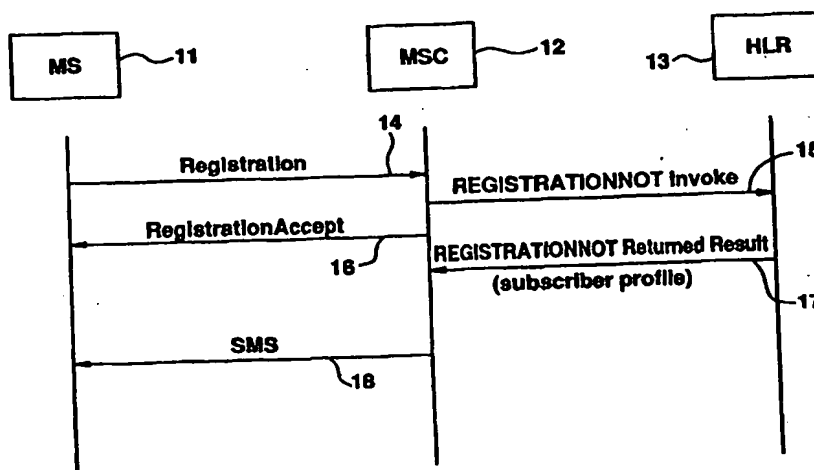 MS
11
MSC
12
13
HLR
14
Registration
15
REGISTRATIONNOT Invoke
RegistrationAccept
16
REGISTRATIONNOT Returned Result
(subscriber profile)
17
SMS
18